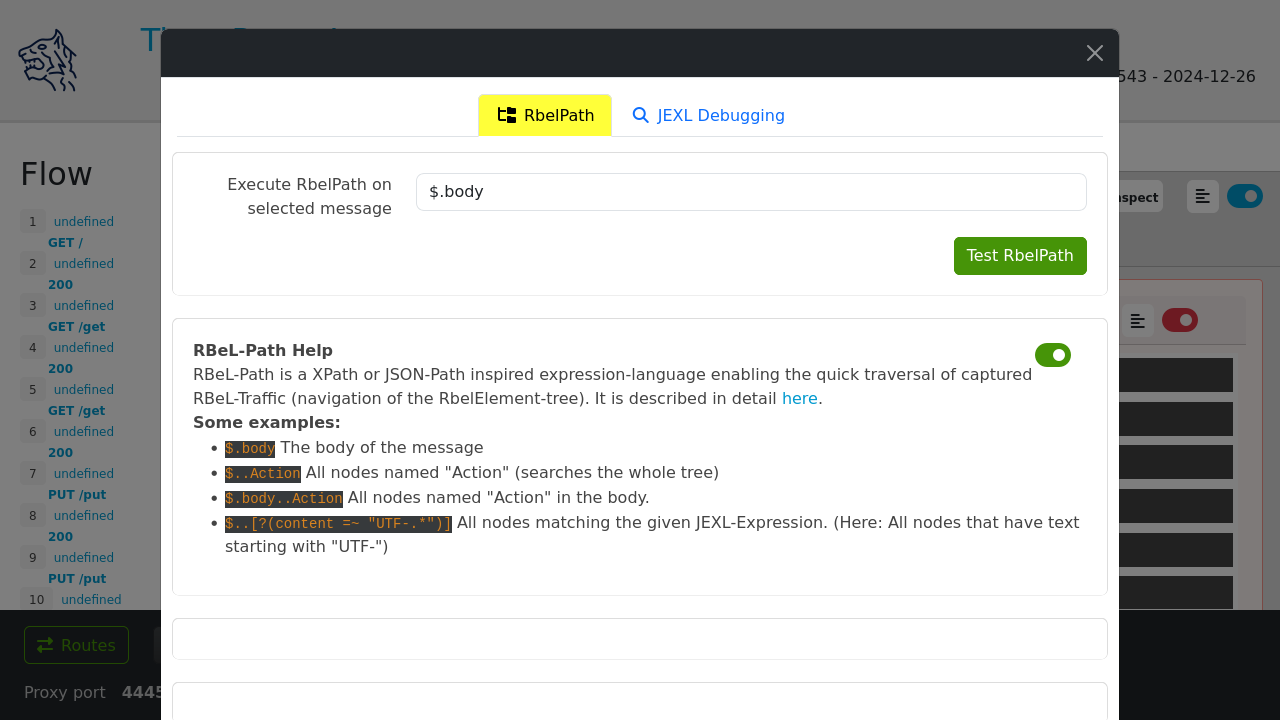 543 - 2024-12-26
RbelPath
JEXL Debugging
Execute RbelPath on
selected message
$.body
Test RbelPath
RBeL-Path Help
RBeL-Path is a XPath or JSON-Path inspired expression-language enabling the quick traversal of captured
RBeL-Traffic (navigation of the RbelElement-tree). It is described in detail here.
Some examples:
• $.body The body of the message
• $..Action All nodes named "Action" (searches the whole tree)
• $.body..Action All nodes named "Action" in the body.
• $..[?(content =~ "UTF-.*")] All nodes matching the given JEXL-Expression. (Here: All nodes that have text
starting with "UTF-")
Flow
1 undefined
GET /
2 undefined
200
3 undefined
GET /get
4 undefined
200
5 undefined
GET /get
6 undefined
200
7 undefined
PUT /put
8 undefined
200
9 undefined
PUT /put
10 undefined
nspect
Routes
Proxy port 4445